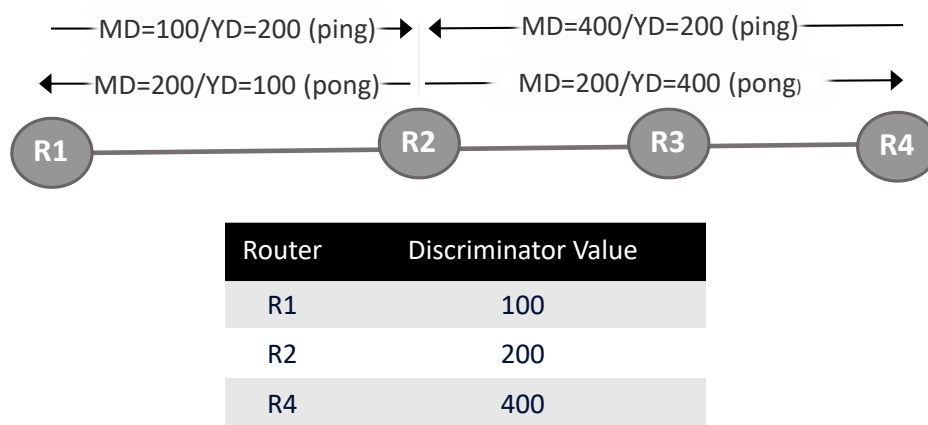 MD=100/YD=200 (ping) MD=400/YD=200 (ping)
MD=200/YD=100 (pong) MD=200/YD=400 (pong)
R1 R2 R3 R4
Router Discriminator Value
R1 100
R2 200
R4 400